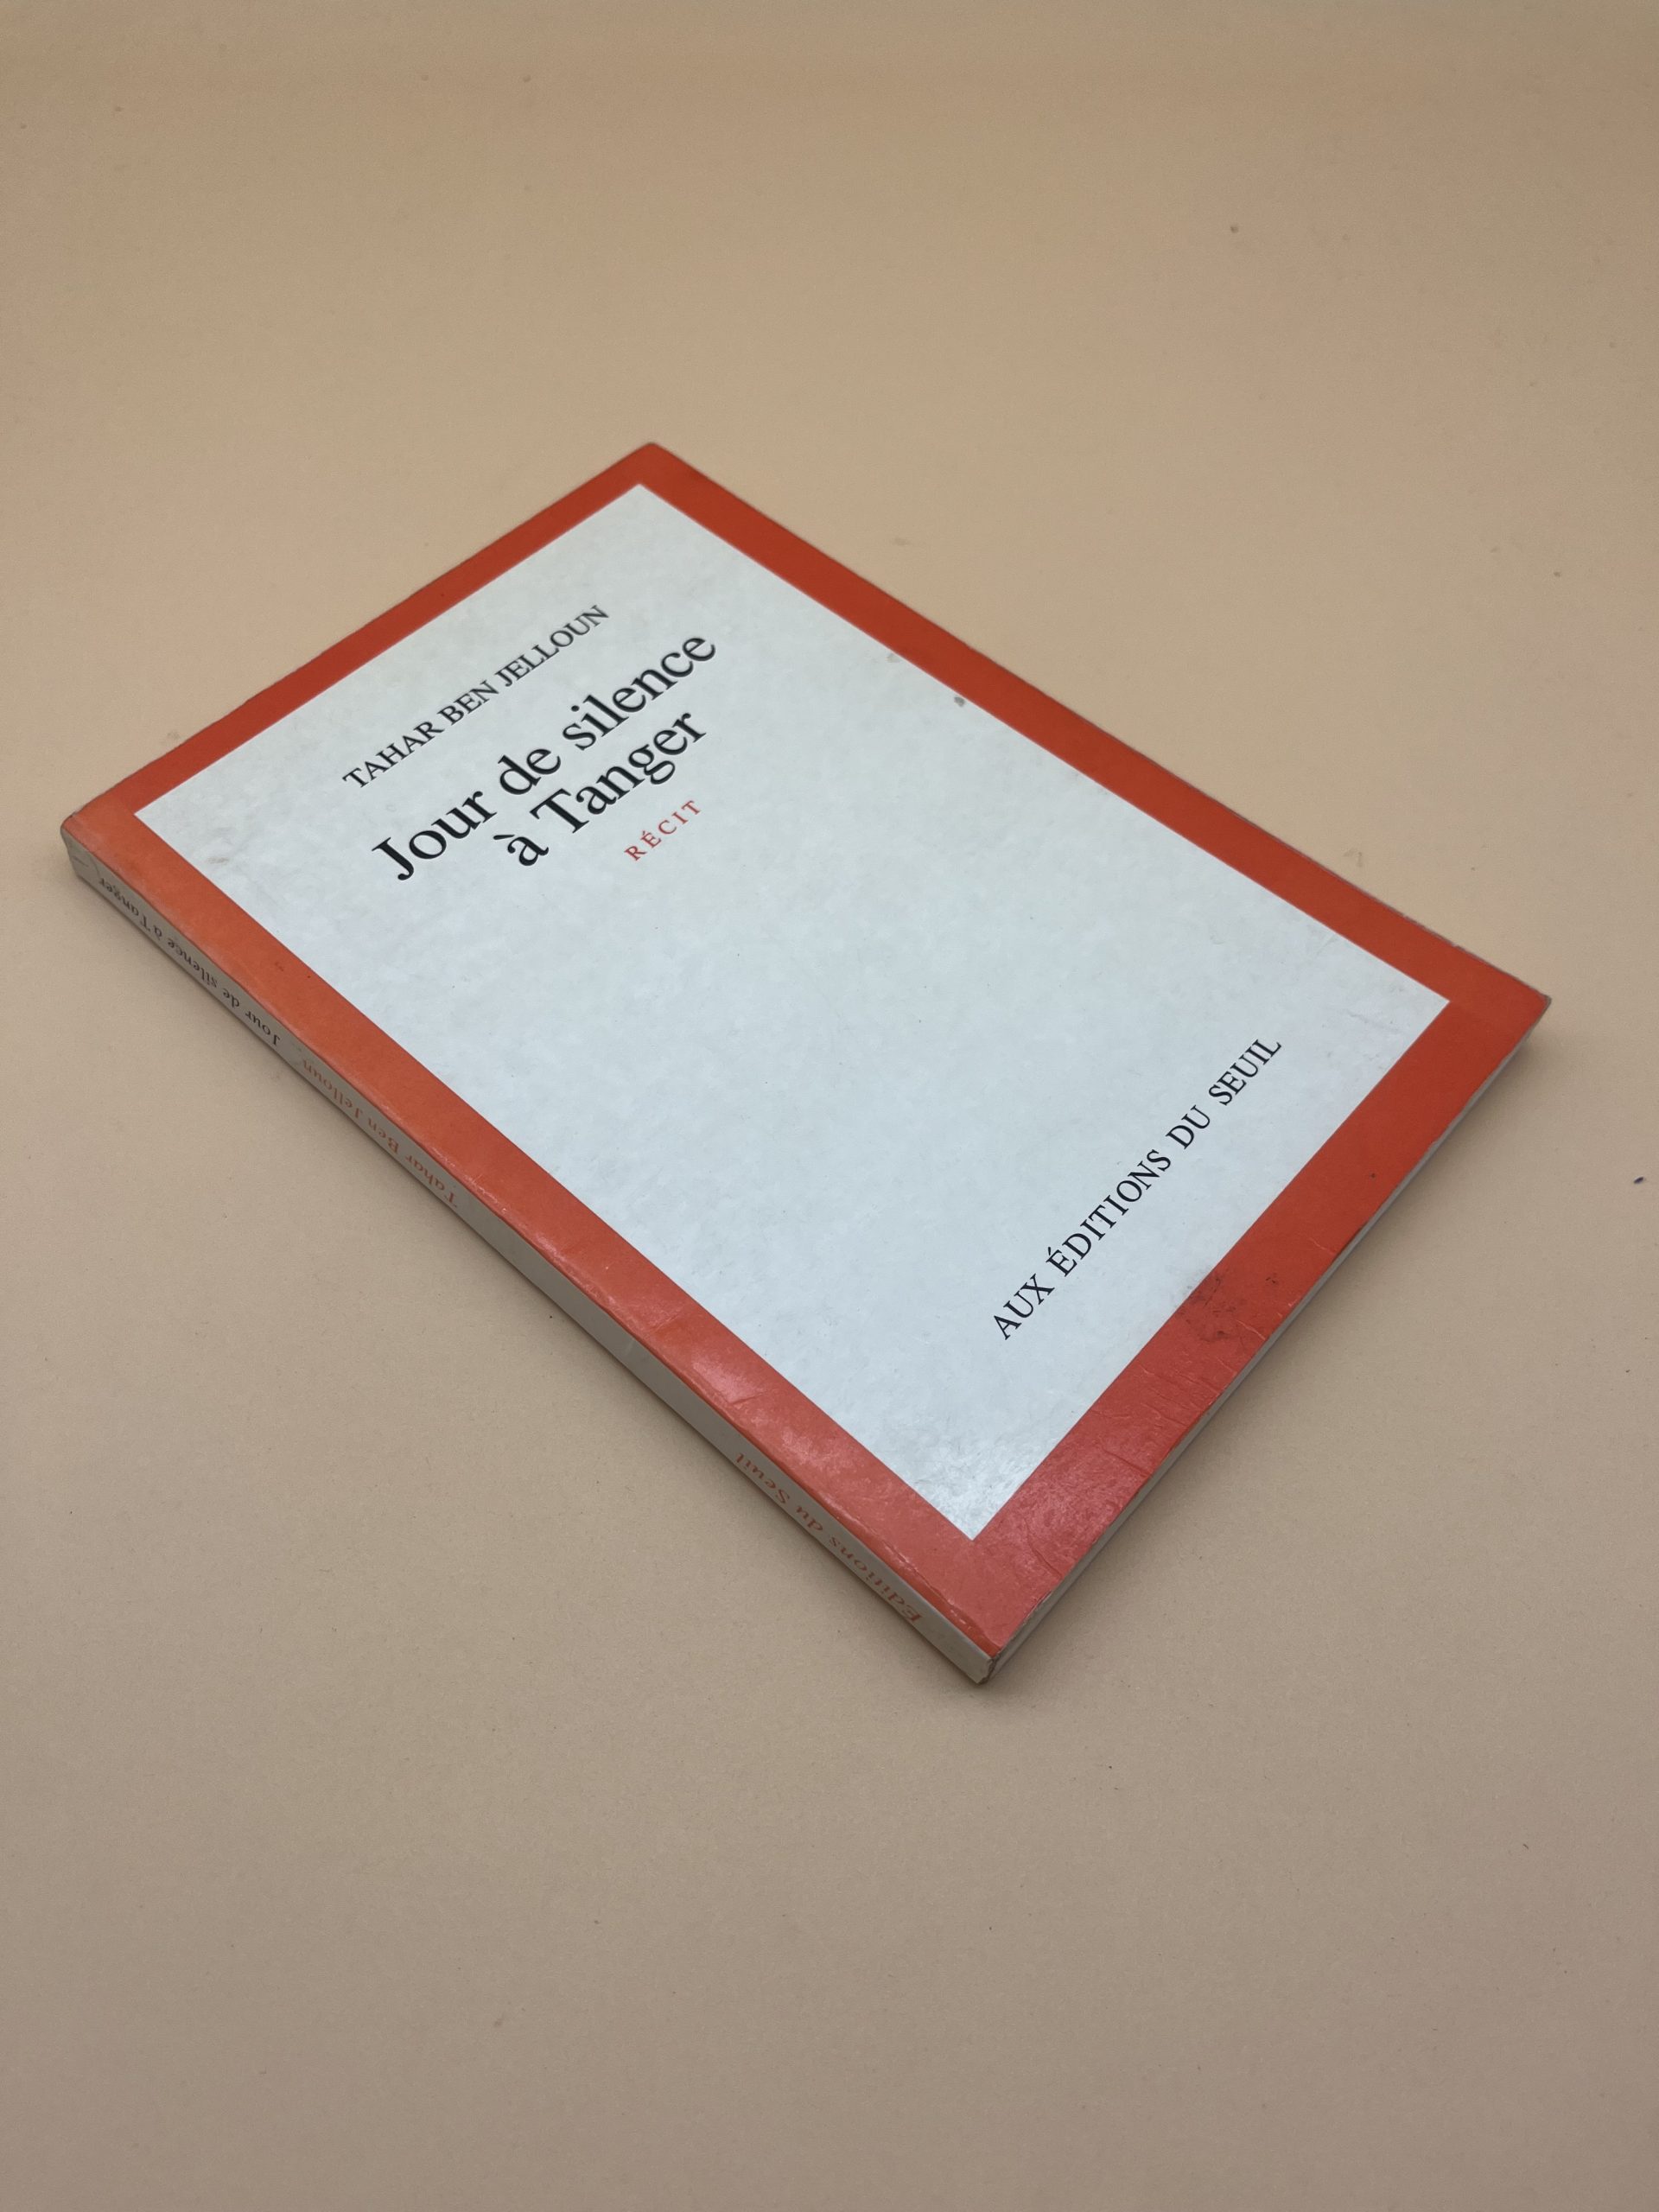 TAHAR BEN JELLOUN
Jour de silence
à Tanger
RÉCIT
AUX ÉDITIONS DU SEUIL
Tahar Ben Jelloun Jour de silence à Tanger
Editions du Seuil